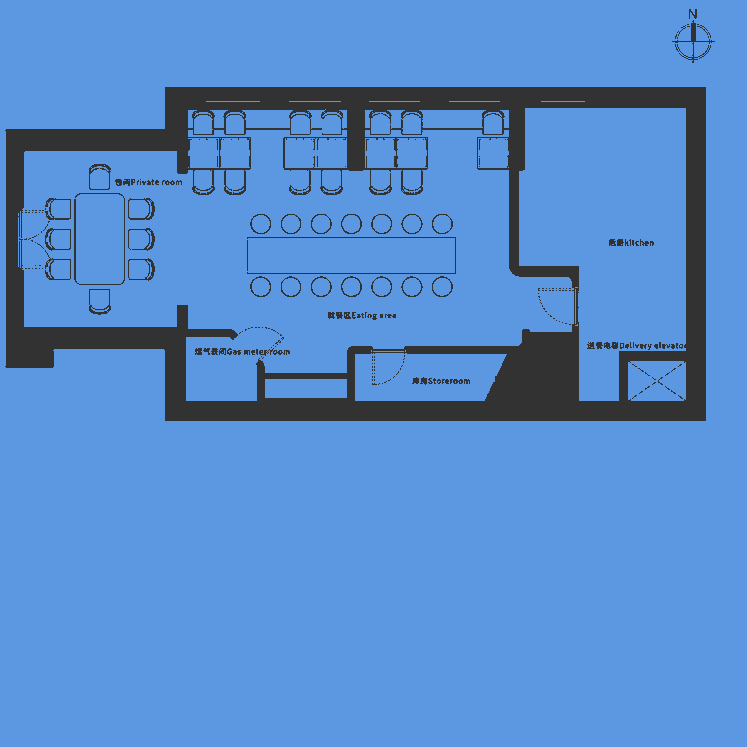 N
包间Private room
后厨kitchen
就餐区Eating area
送餐电梯Delivery elevator
燃气表间Gas meter room
库房Storeroom